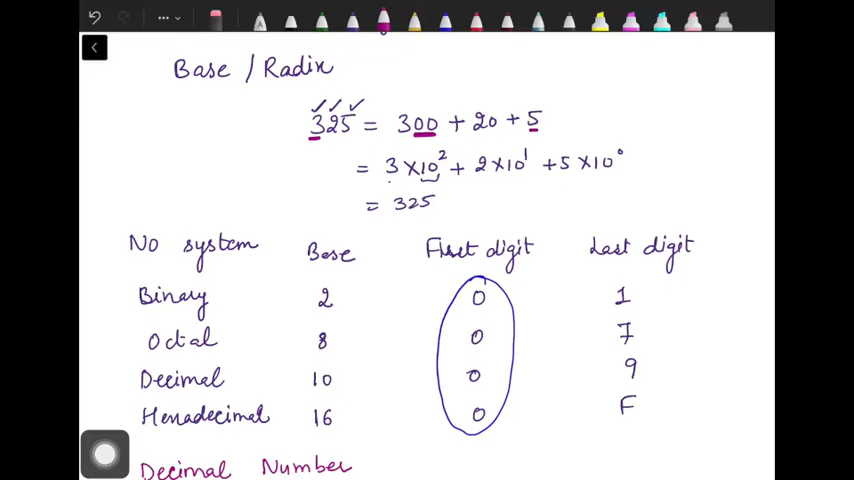 Base / Radix
325 = 300 + 20 + 5
= 3 × 10² + 2 × 10¹ + 5 × 10⁰
= 325
No system Base First digit Last digit
Binary 2 0 1
Octal 8 0 7
Decimal 10 0 9
Hexadecimal 16 0 F
Decimal Number